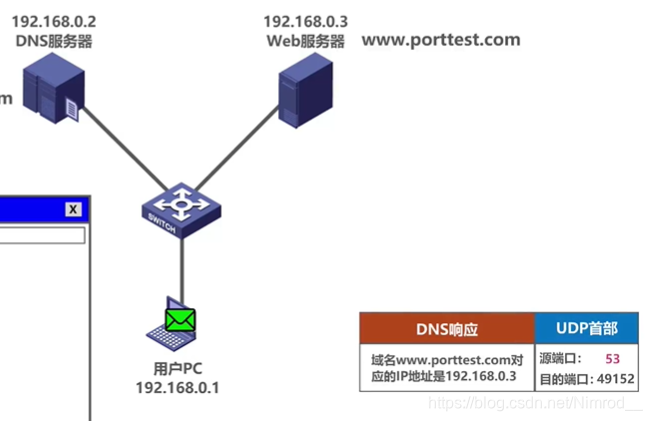 192.168.0.2
DNS服务器
192.168.0.3
Web服务器
www.porttest.com
m
X
SWITCH
用户PC
192.168.0.1
DNS响应
UDP首部
域名www.porttest.com对
应的IP地址是192.168.0.3
源端口: 53
目的端口: 49152
https://blog.csdn.net/Nimrod__